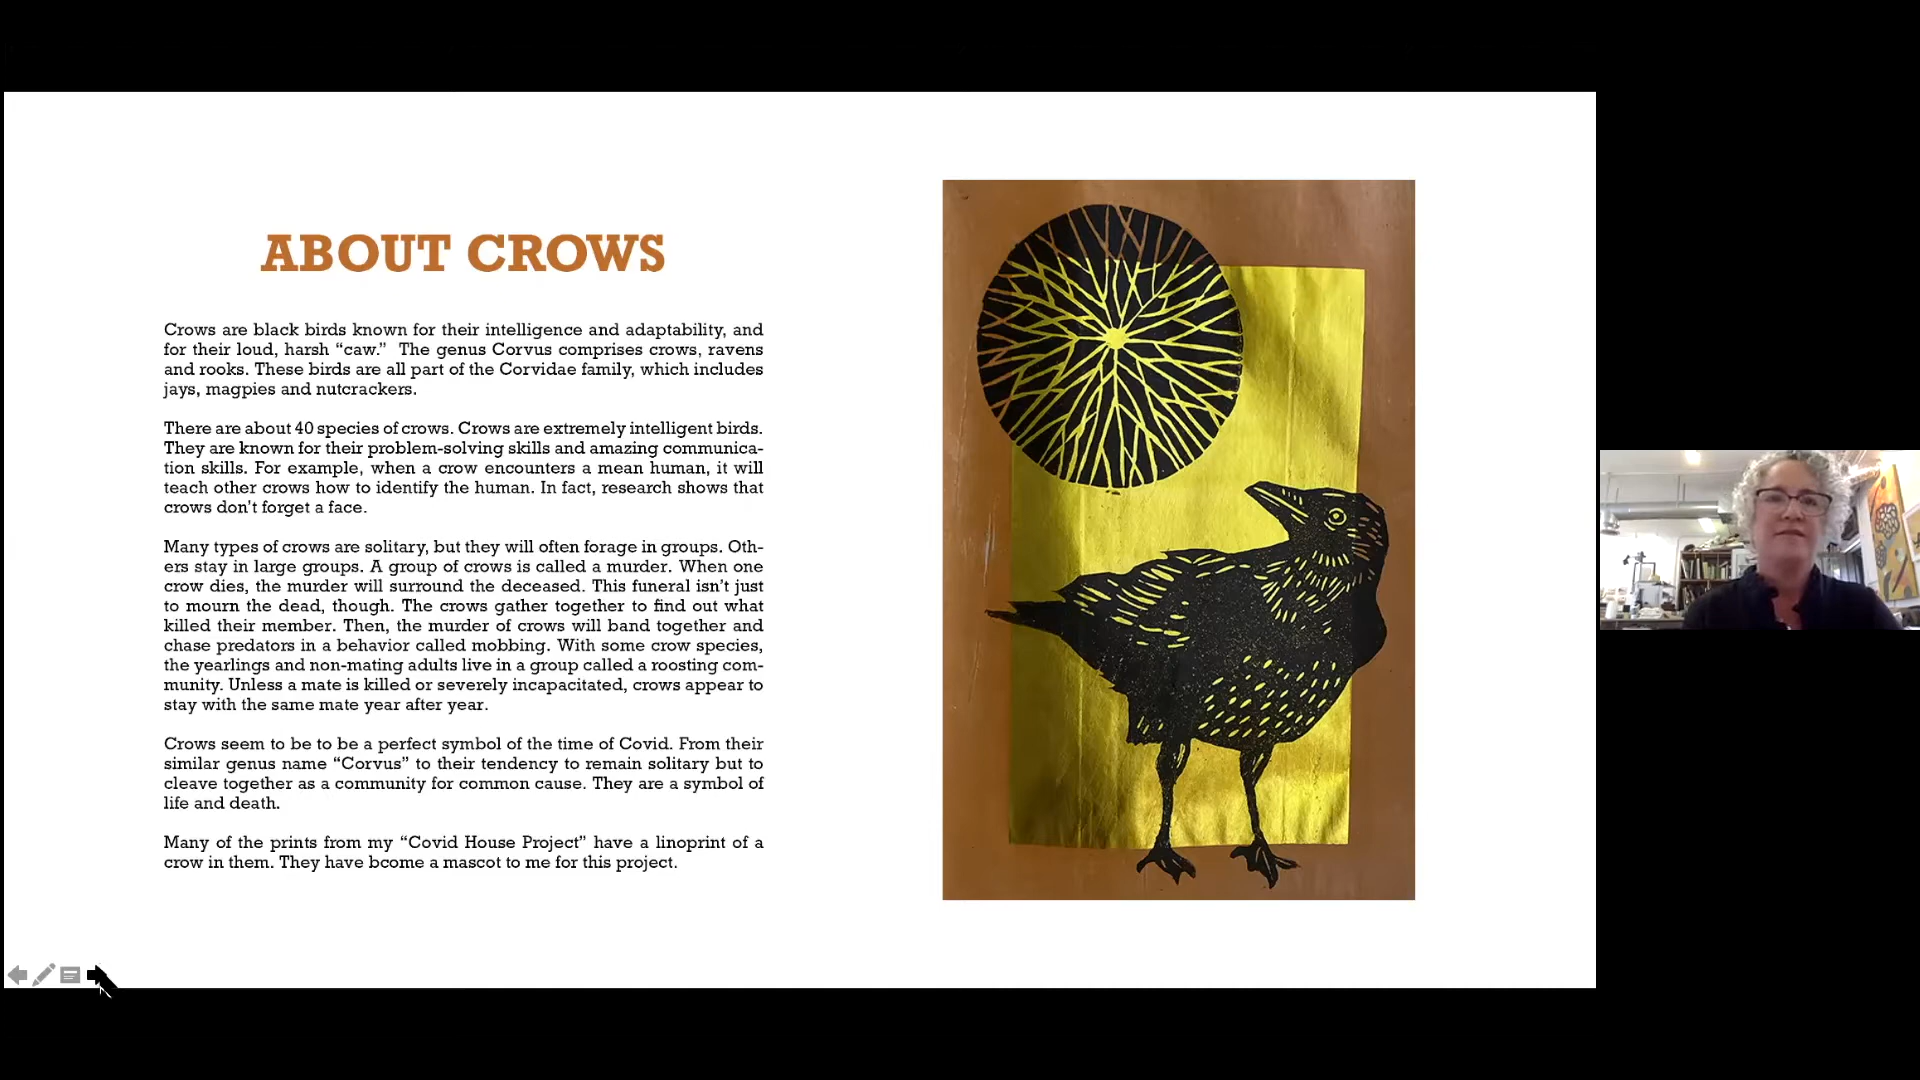 ABOUT CROWS
Crows are black birds known for their intelligence and adaptability, and
for their loud, harsh “caw.”  The genus Corvus comprises crows, ravens
and rooks. These birds are all part of the Corvidae family, which includes
jays, magpies and nutcrackers.
There are about 40 species of crows. Crows are extremely intelligent birds.
They are known for their problem-solving skills and amazing communica-
tion skills. For example, when a crow encounters a mean human, it will
teach other crows how to identify the human. In fact, research shows that
crows don’t forget a face.
Many types of crows are solitary, but they will often forage in groups. Oth-
ers stay in large groups. A group of crows is called a murder. When one
crow dies, the murder will surround the deceased. This funeral isn’t just
to mourn the dead, though. The crows gather together to find out what
killed their member. Then, the murder of crows will band together and
chase predators in a behavior called mobbing. With some crow species,
the yearlings and non-mating adults live in a group called a roosting com-
munity. Unless a mate is killed or severely incapacitated, crows appear to
stay with the same mate year after year.
Crows seem to be to be a perfect symbol of the time of Covid. From their
similar genus name “Corvus” to their tendency to remain solitary but to
cleave together as a community for common cause. They are a symbol of
life and death.
Many of the prints from my “Covid House Project” have a linoprint of a
crow in them. They have bcome a mascot to me for this project.